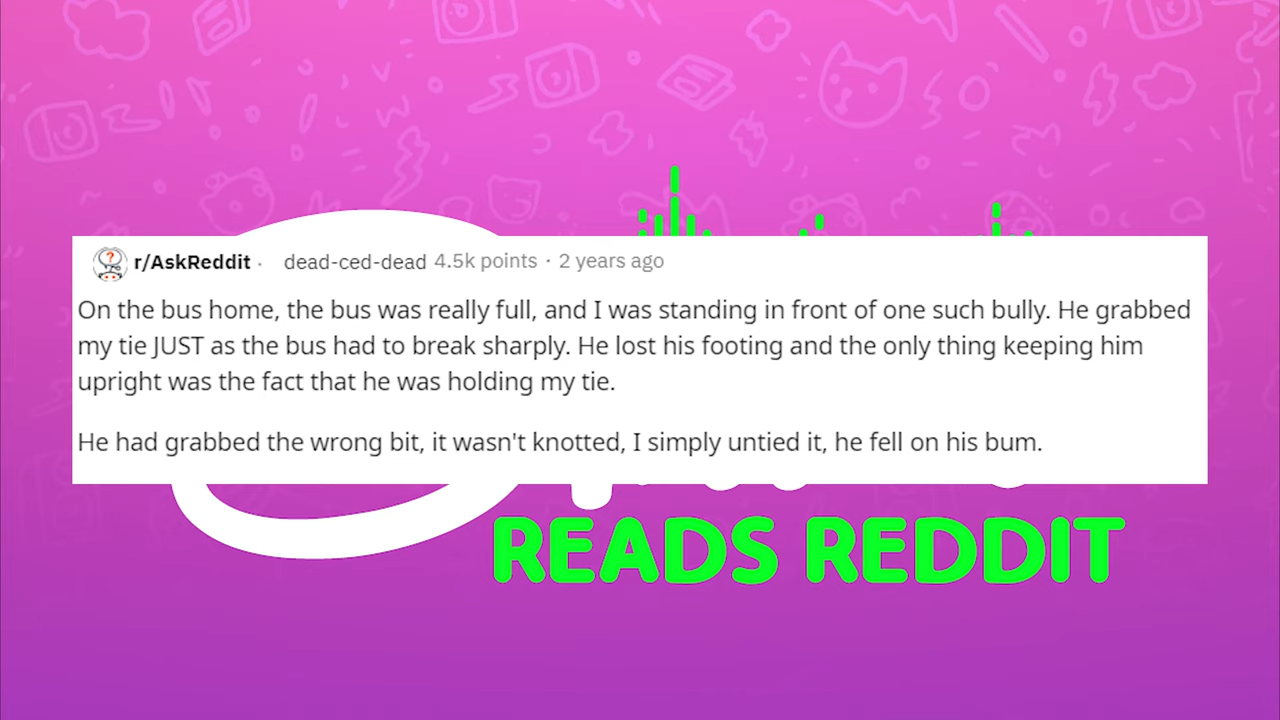 r/AskReddit · dead-ced-dead 4.5k points · 2 years ago
On the bus home, the bus was really full, and I was standing in front of one such bully. He grabbed
my tie JUST as the bus had to break sharply. He lost his footing and the only thing keeping him
upright was the fact that he was holding my tie.
He had grabbed the wrong bit, it wasn't knotted, I simply untied it, he fell on his bum.
READS REDDIT